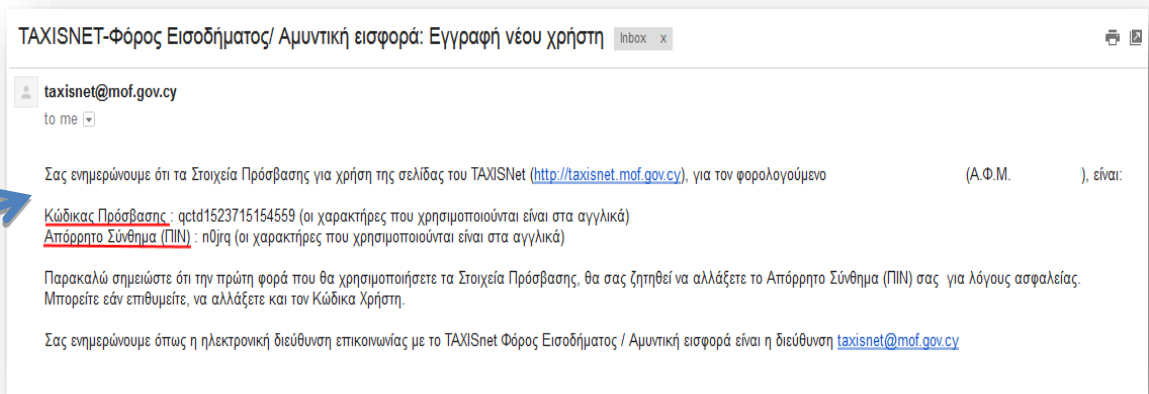 TAXISNET-Φόρος Εισοδήματος/ Αμυντική εισφορά: Εγγραφή νέου χρήστη Inbox x
taxisnet@mof.gov.cy
to me
Σας ενημερώνουμε ότι τα Στοιχεία Πρόσβασης για χρήση της σελίδας του TAXISNet (http://taxisnet.mof.gov.cy), για τον φορολογούμενο (Α.Φ.Μ. ), είναι:
Κώδικας Πρόσβασης : qctd1523715154559 (οι χαρακτήρες που χρησιμοποιούνται είναι στα αγγλικά)
Απόρρητο Σύνθημα (ΠΙΝ) : n0jrq (οι χαρακτήρες που χρησιμοποιούνται είναι στα αγγλικά)
Παρακαλώ σημειώστε ότι την πρώτη φορά που θα χρησιμοποιήσετε τα Στοιχεία Πρόσβασης, θα σας ζητηθεί να αλλάξετε το Απόρρητο Σύνθημα (ΠΙΝ) σας για λόγους ασφαλείας.
Μπορείτε εάν επιθυμείτε, να αλλάξετε και τον Κώδικα Χρήστη.
Σας ενημερώνουμε όπως η ηλεκτρονική διεύθυνση επικοινωνίας με το TAXISnet Φόρος Εισοδήματος / Αμυντική εισφορά είναι η διεύθυνση taxisnet@mof.gov.cy